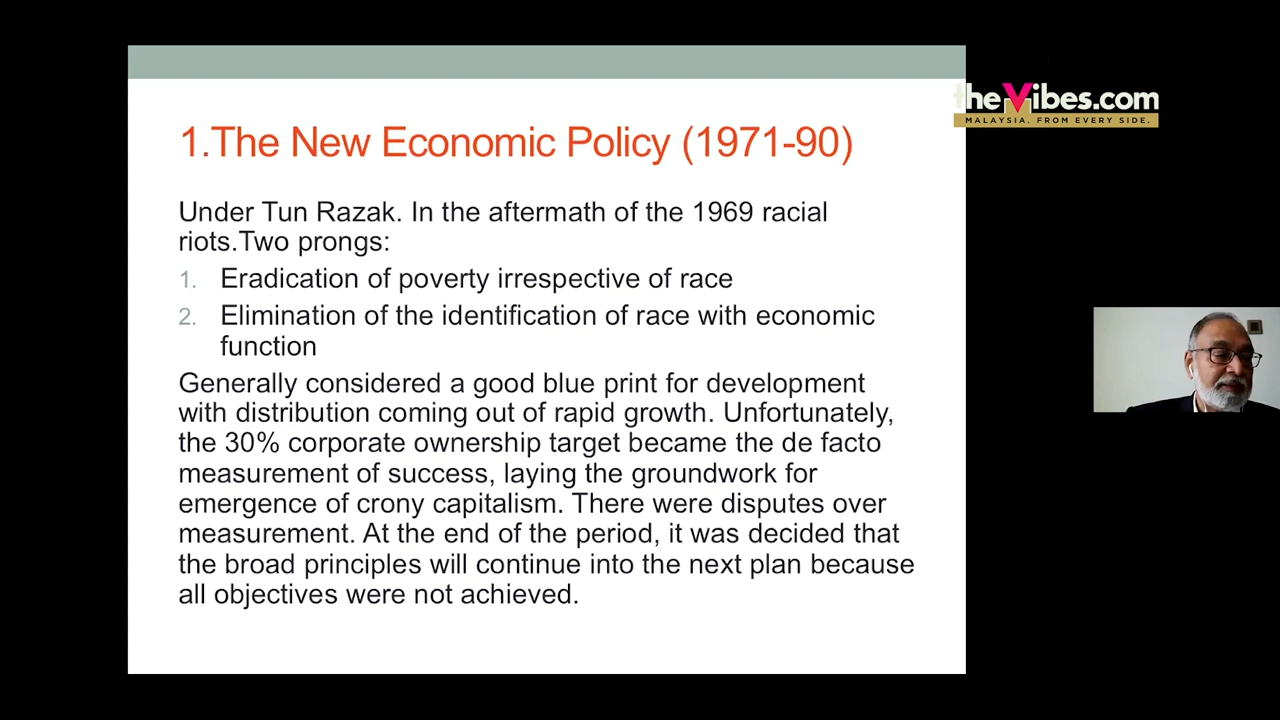 theVibes.com
MALAYSIA. FROM EVERY SIDE.
1.The New Economic Policy (1971-90)
Under Tun Razak. In the aftermath of the 1969 racial
riots.Two prongs:
1. Eradication of poverty irrespective of race
2. Elimination of the identification of race with economic
function
Generally considered a good blue print for development
with distribution coming out of rapid growth. Unfortunately,
the 30% corporate ownership target became the de facto
measurement of success, laying the groundwork for
emergence of crony capitalism. There were disputes over
measurement. At the end of the period, it was decided that
the broad principles will continue into the next plan because
all objectives were not achieved.